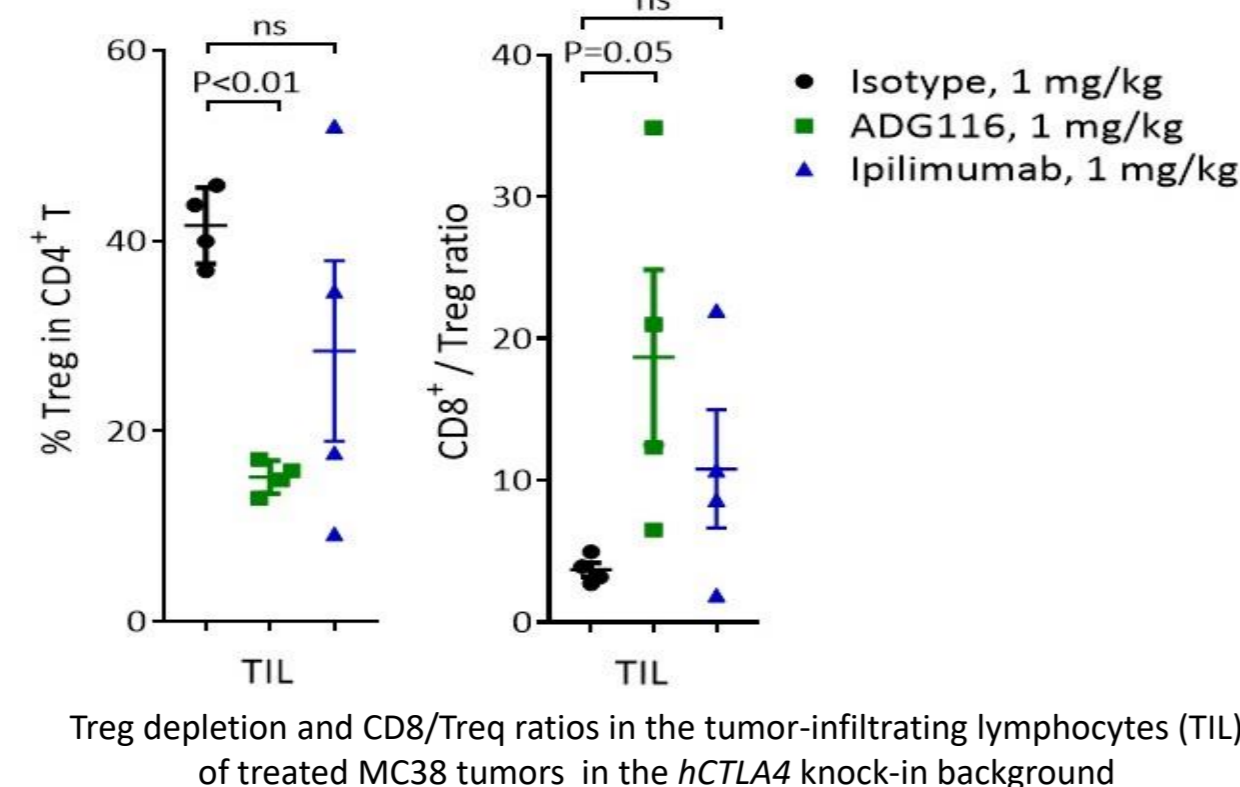 ns
P<0.01
60
40
20
0
% Treg in CD4+ T
TIL
ns
P=0.05
40
30
20
10
0
CD8+ / Treg ratio
TIL
Isotype, 1 mg/kg
ADG116, 1 mg/kg
Ipilimumab, 1 mg/kg
Treg depletion and CD8/Treq ratios in the tumor-infiltrating lymphocytes (TIL)
of treated MC38 tumors in the hCTLA4 knock-in background